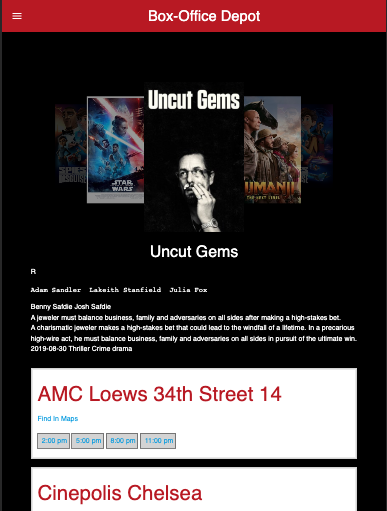 Box-Office Depot
Uncut Gems
STAR
WARS
UMANJI
THE NEXT LEVEL
Uncut Gems
R
Adam Sandler Lakeith Stanfield Julia Fox
Benny Safdie Josh Safdie
A jeweler must balance business, family and adversaries on all sides after making a high-stakes bet.
A charismatic jeweler makes a high-stakes bet that could lead to the windfall of a lifetime. In a precarious
high-wire act, he must balance business, family and adversaries on all sides in pursuit of the ultimate win.
2019-08-30 Thriller Crime drama
AMC Loews 34th Street 14
Find In Maps
2:00 pm 5:00 pm 8:00 pm 11:00 pm
Cinepolis Chelsea